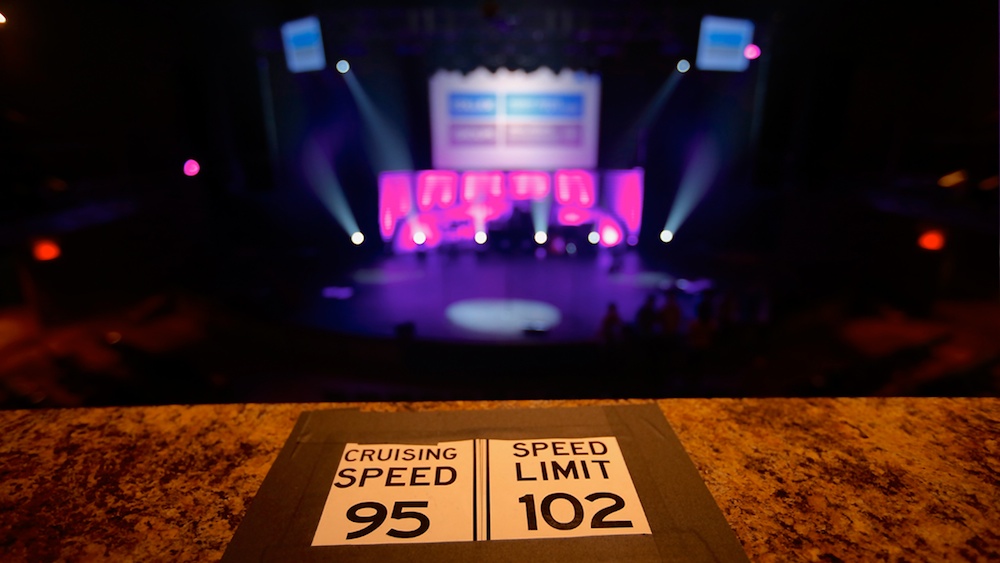 CRUISING
SPEED
95
SPEED
LIMIT
102